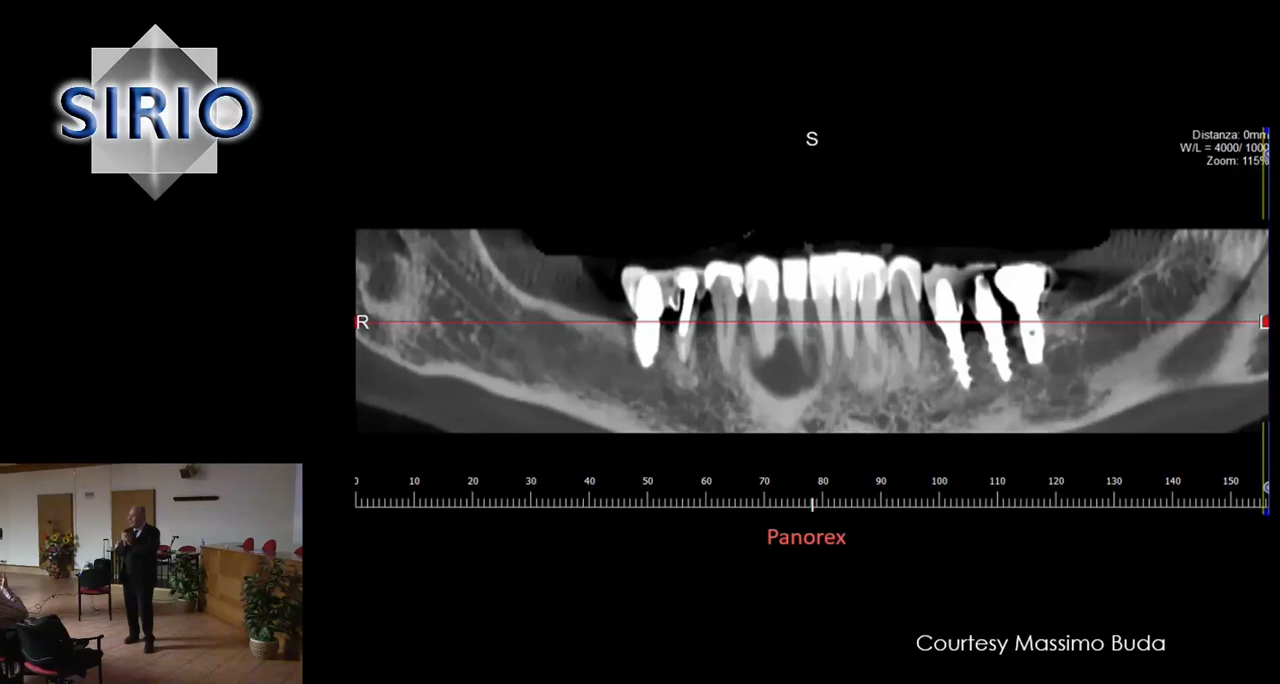 SIRIO
S
Distanza: 0mm
W/L = 4000/ 1000
Zoom: 115%
R
L
0 10 20 30 40 50 60 70 80 90 100 110 120 130 140 150
Panorex
Courtesy Massimo Buda